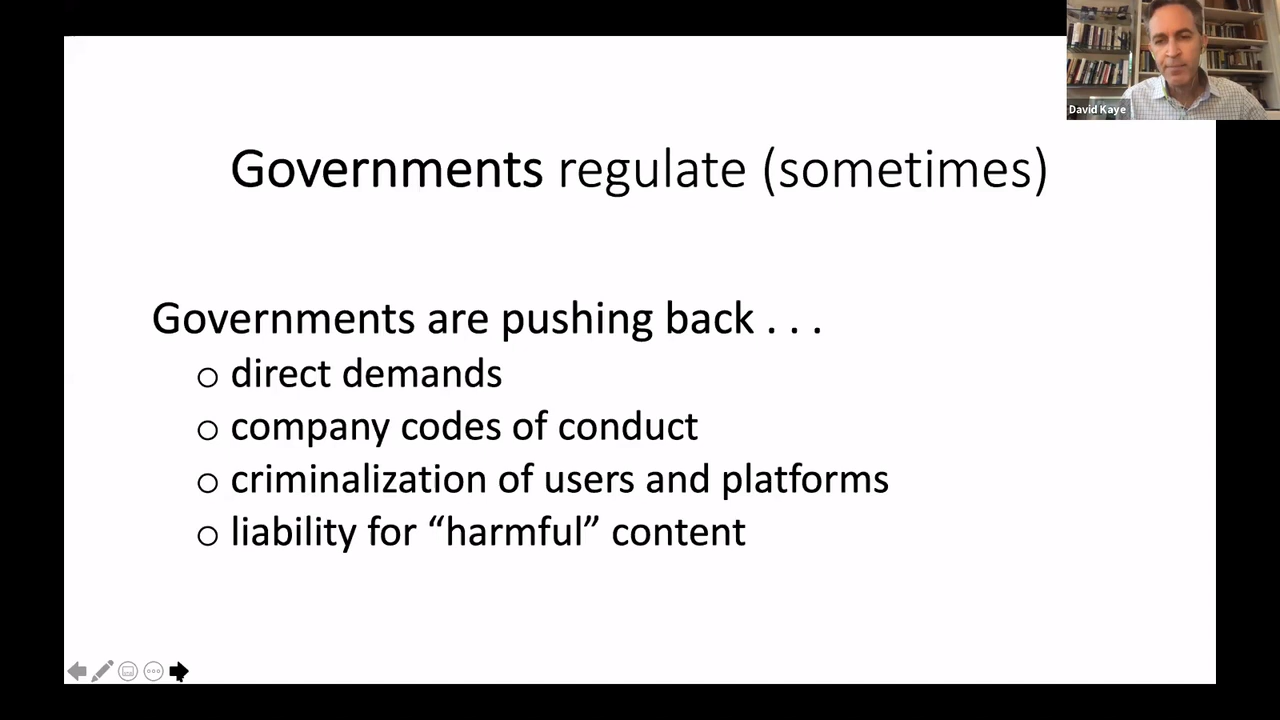 David Kaye
Governments regulate (sometimes)
Governments are pushing back . . .
direct demands
company codes of conduct
criminalization of users and platforms
liability for “harmful” content